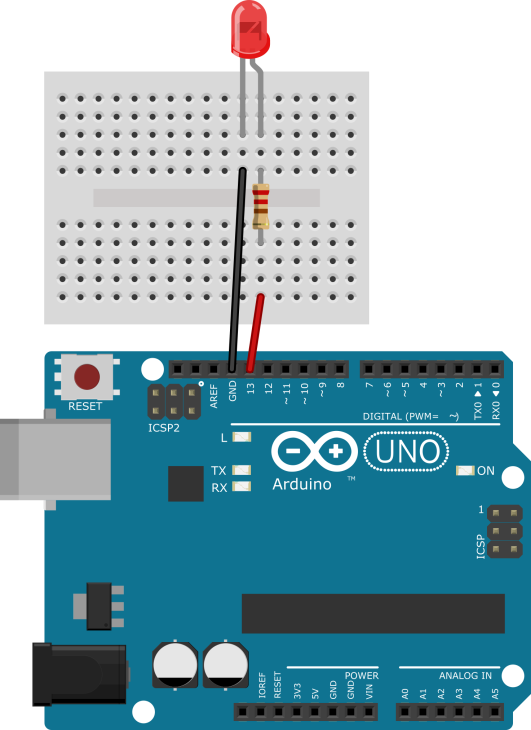 RESET
ICSP2
AREF
GND
13
12
~11
~10
~9
8
7
~6
~5
4
~3
2
TX0 ▶ 1
RX0 ◀ 0
DIGITAL (PWM= ~)
L
TX
RX
UNO
Arduino
TM
ON
1
ICSP
IOREF
RESET
3V3
5V
GND
GND
VIN
POWER
ANALOG IN
A0
A1
A2
A3
A4
A5